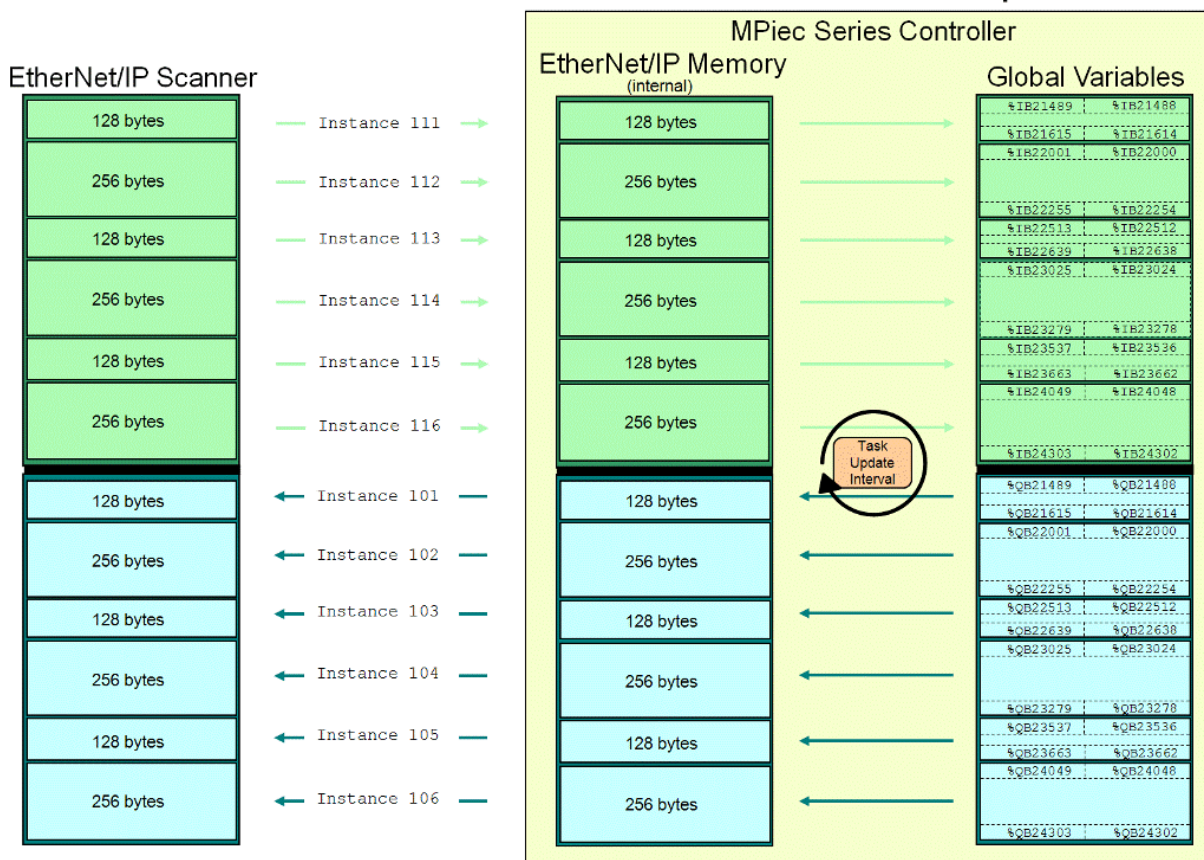 MPiec Series Controller
EtherNet/IP Scanner
EtherNet/IP Memory
(internal)
Global Variables
128 bytes
Instance 111
128 bytes
%IB21489 %IB21488
%IB21615 %IB21614
256 bytes
Instance 112
256 bytes
%IB22001 %IB22000
%IB22255 %IB22254
128 bytes
Instance 113
128 bytes
%IB22513 %IB22512
%IB22639 %IB22638
256 bytes
Instance 114
256 bytes
%IB23025 %IB23024
%IB23279 %IB23278
128 bytes
Instance 115
128 bytes
%IB23537 %IB23536
%IB23663 %IB23662
256 bytes
Instance 116
256 bytes
%IB24049 %IB24048
%IB24303 %IB24302
Task
Update
Interval
128 bytes
Instance 101
128 bytes
%QB21489 %QB21488
%QB21615 %QB21614
256 bytes
Instance 102
256 bytes
%QB22001 %QB22000
%QB22255 %QB22254
128 bytes
Instance 103
128 bytes
%QB22513 %QB22512
%QB22639 %QB22638
256 bytes
Instance 104
256 bytes
%QB23025 %QB23024
%QB23279 %QB23278
128 bytes
Instance 105
128 bytes
%QB23537 %QB23536
%QB23663 %QB23662
256 bytes
Instance 106
256 bytes
%QB24049 %QB24048
%QB24303 %QB24302